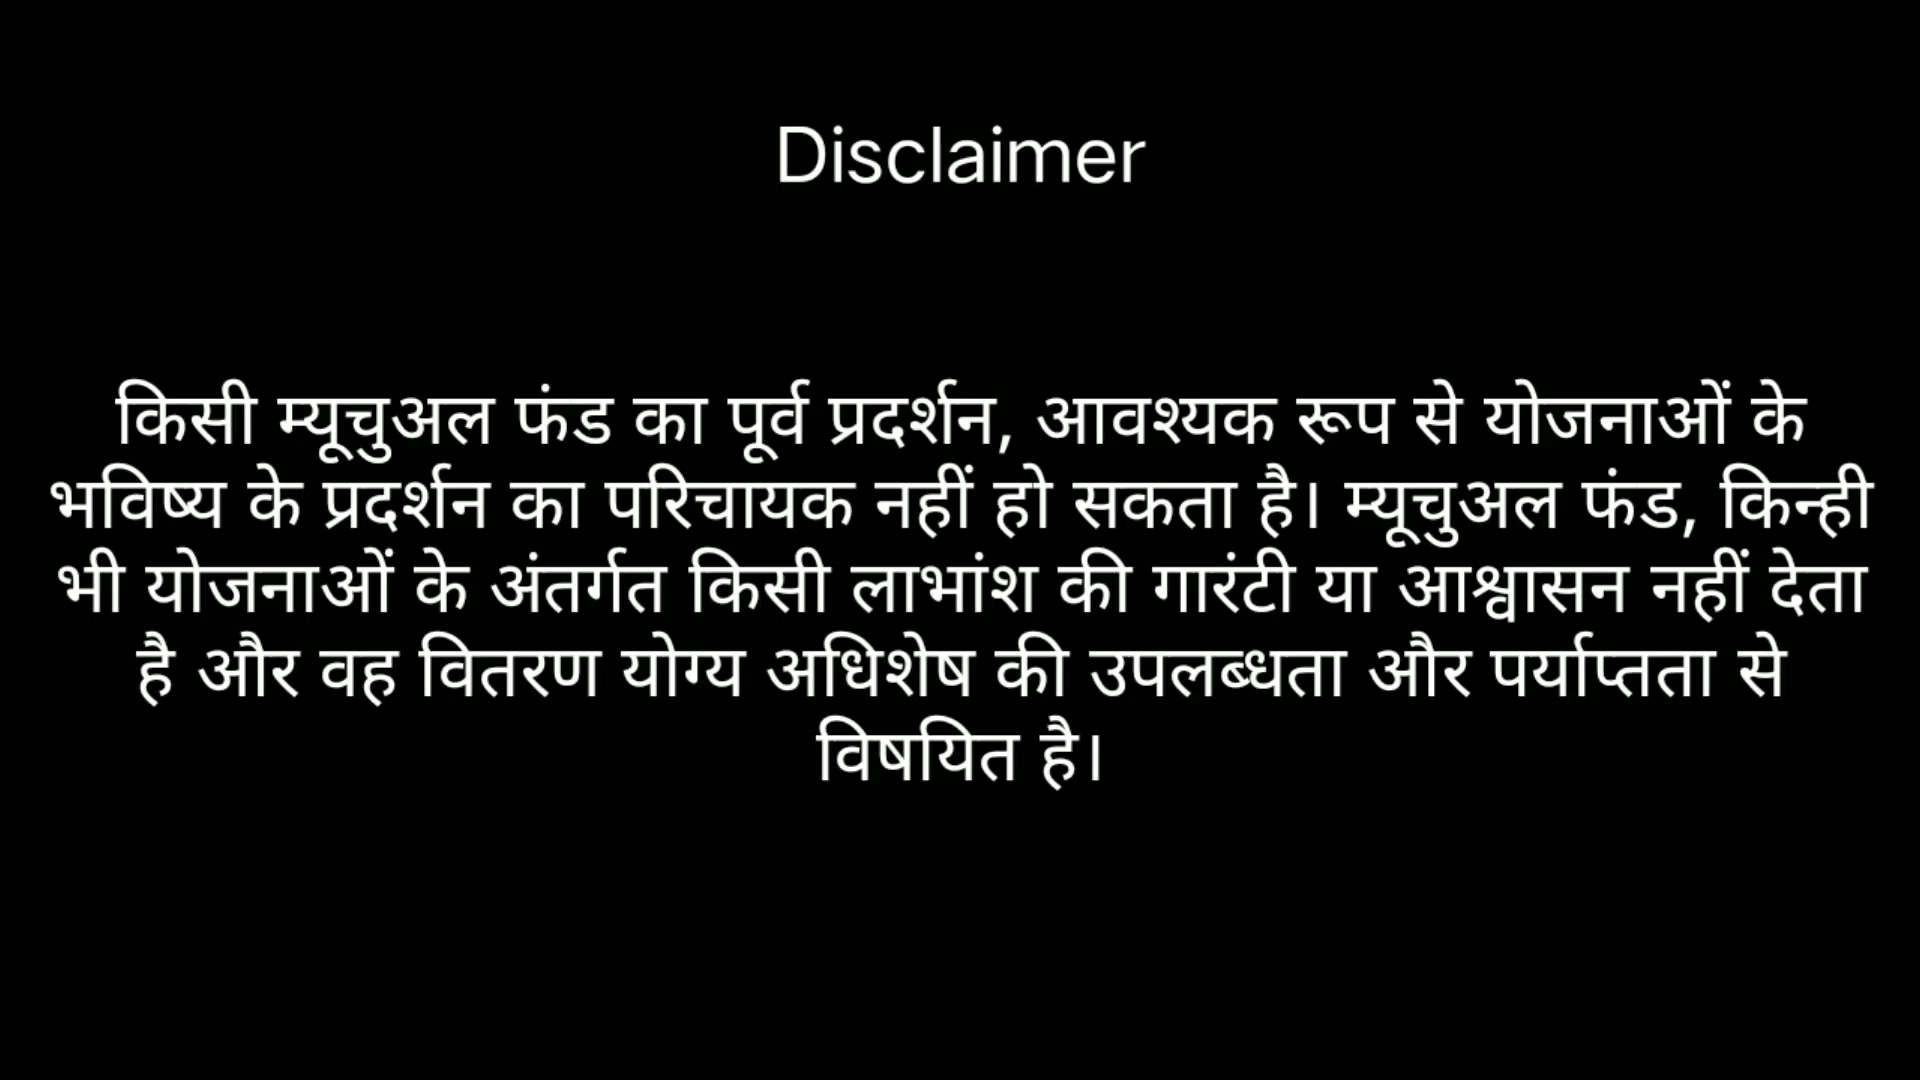 Disclaimer
किसी म्यूचुअल फंड का पूर्व प्रदर्शन, आवश्यक रूप से योजनाओं के
भविष्य के प्रदर्शन का परिचायक नहीं हो सकता है। म्यूचुअल फंड, किन्ही
भी योजनाओं के अंतर्गत किसी लाभांश की गारंटी या आश्वासन नहीं देता
है और वह वितरण योग्य अधिशेष की उपलब्धता और पर्याप्तता से
विषयित है।